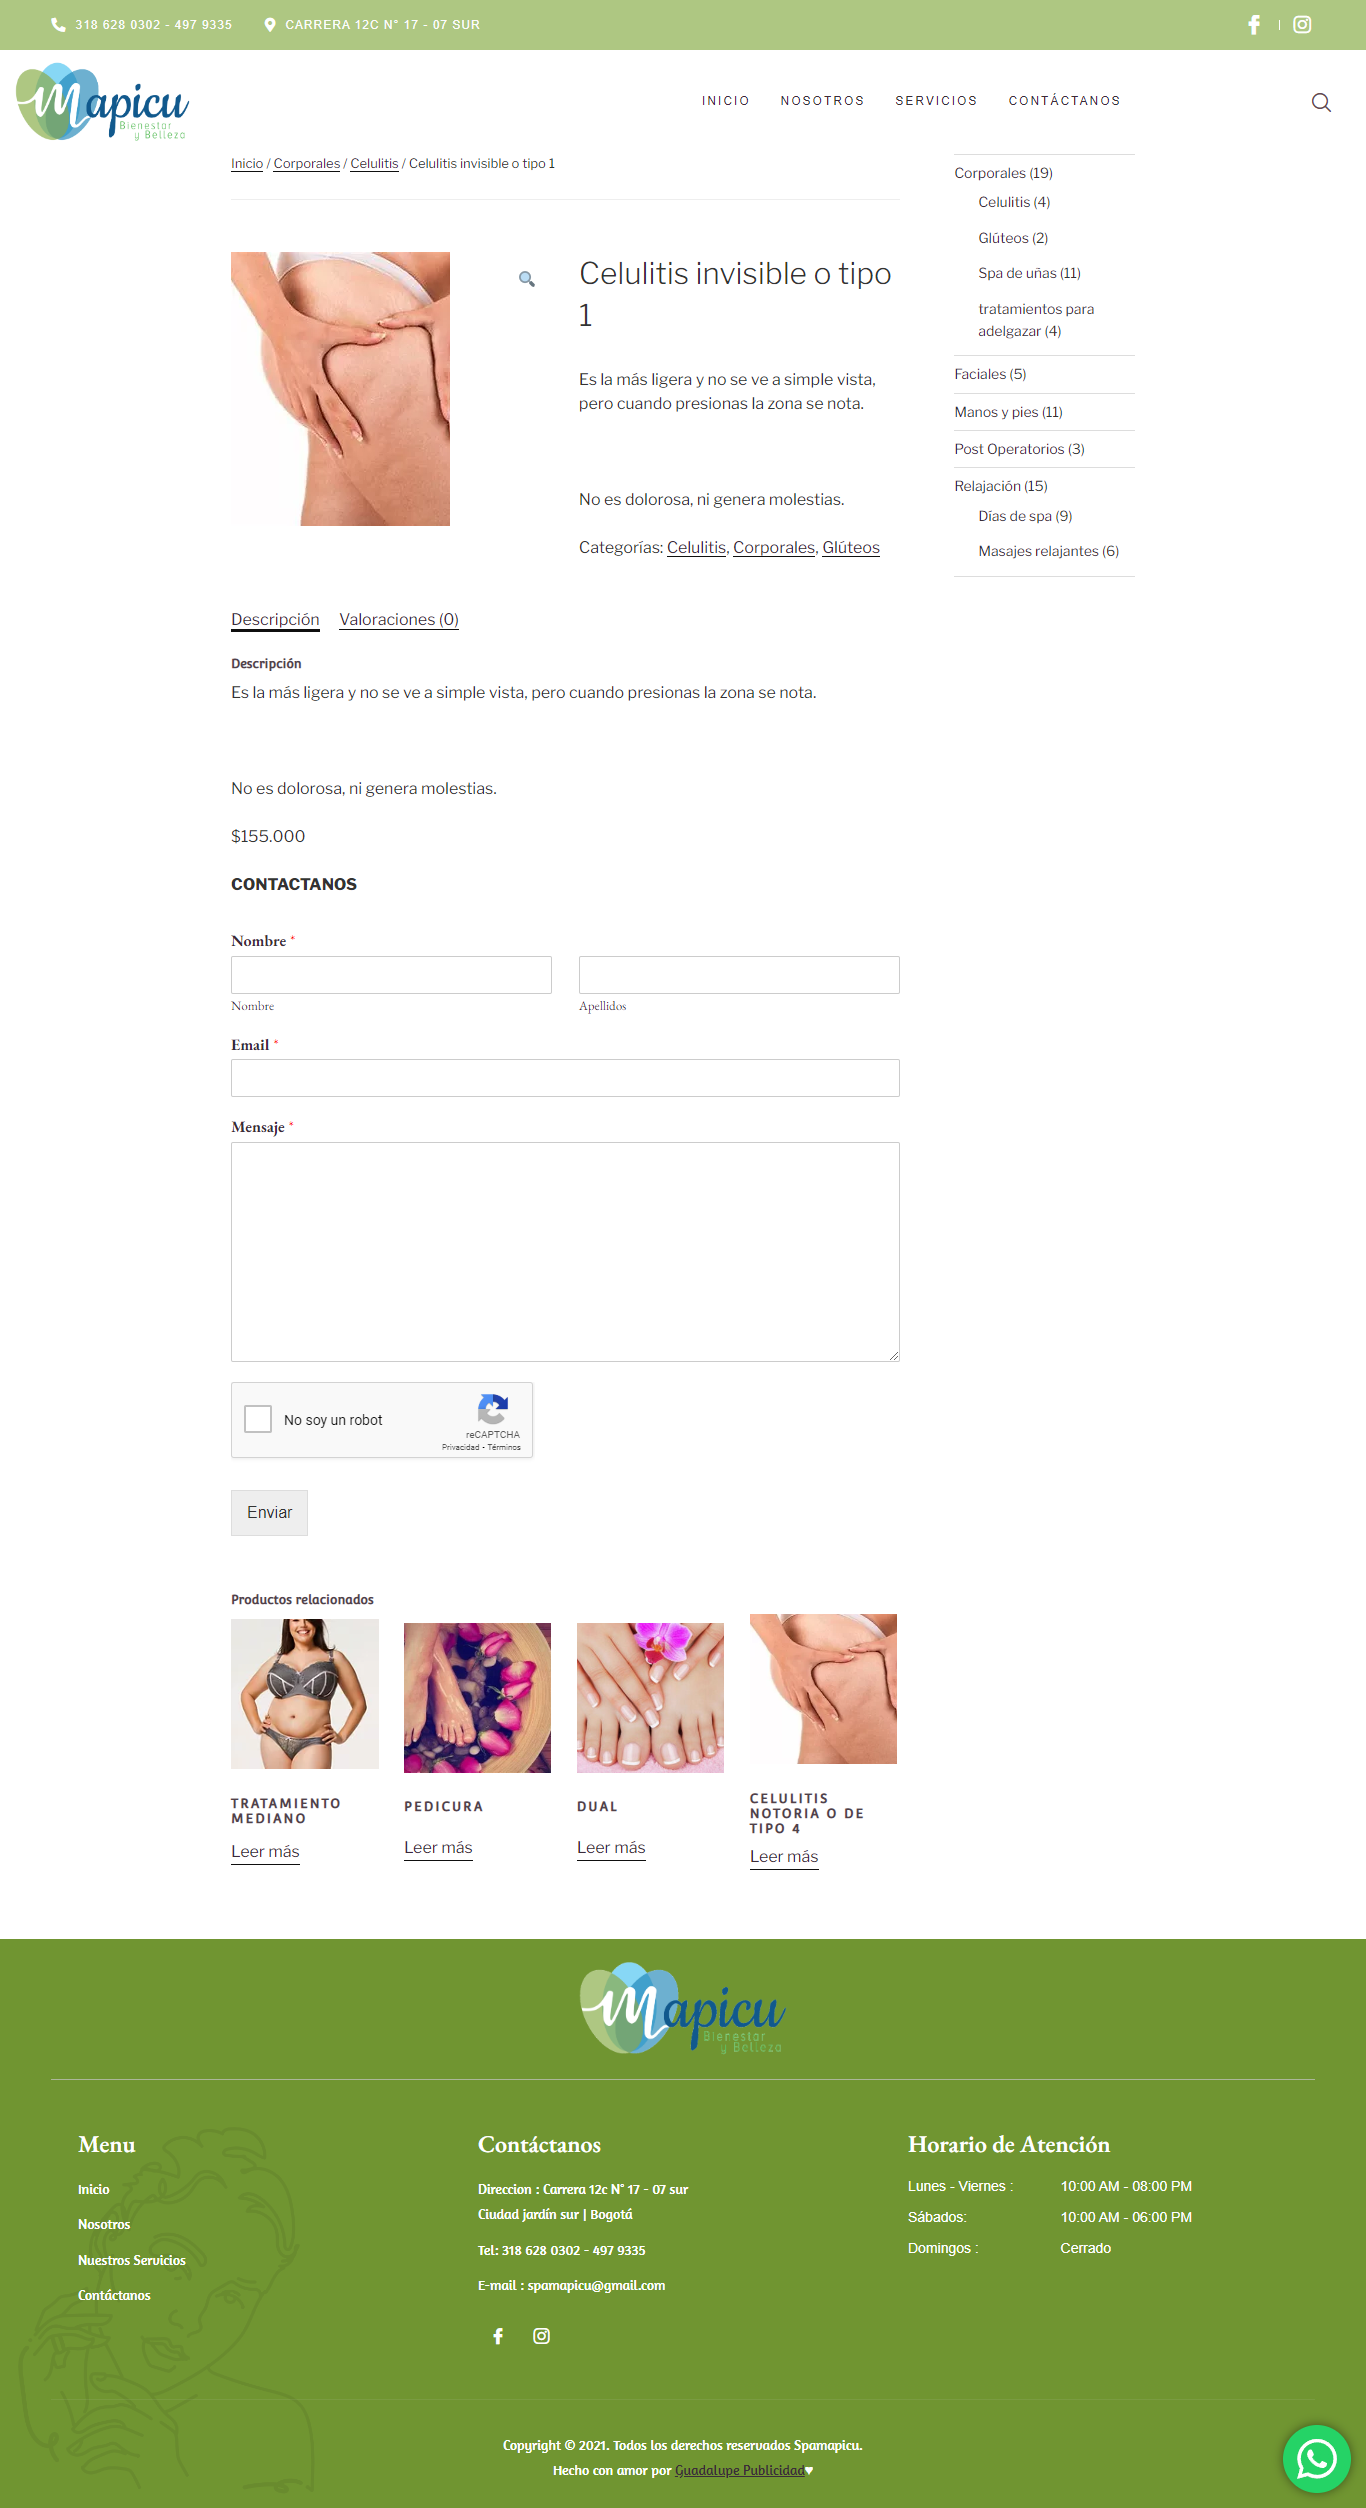 318 628 0302 - 497 9335
CARRERA 12C N° 17 - 07 SUR
Mapicu
Bienestar
y Belleza
INICIO
NOSOTROS
SERVICIOS
CONTÁCTANOS
Inicio / Corporales / Celulitis / Celulitis invisible o tipo 1
Celulitis invisible o tipo
1
Es la más ligera y no se ve a simple vista,
pero cuando presionas la zona se nota.
No es dolorosa, ni genera molestias.
Categorías: Celulitis, Corporales, Glúteos
Corporales (19)
Celulitis (4)
Glúteos (2)
Spa de uñas (11)
tratamientos para
adelgazar (4)
Faciales (5)
Manos y pies (11)
Post Operatorios (3)
Relajación (15)
Días de spa (9)
Masajes relajantes (6)
Descripción
Valoraciones (0)
Descripción
Es la más ligera y no se ve a simple vista, pero cuando presionas la zona se nota.
No es dolorosa, ni genera molestias.
$155.000
CONTACTANOS
Nombre *
Nombre
Apellidos
Email *
Mensaje *
No soy un robot
reCAPTCHA
Privacidad - Términos
Enviar
Productos relacionados
TRATAMIENTO
MEDIANO
Leer más
PEDICURA
Leer más
DUAL
Leer más
CELULITIS
NOTORIA O DE
TIPO 4
Leer más
Mapicu
Bienestar
y Belleza
Menu
Inicio
Nosotros
Nuestros Servicios
Contáctanos
Contáctanos
Direccion : Carrera 12c N° 17 - 07 sur
Ciudad jardín sur | Bogotá
Tel: 318 628 0302 - 497 9335
E-mail : spamapicu@gmail.com
Horario de Atención
Lunes - Viernes : 10:00 AM - 08:00 PM
Sábados: 10:00 AM - 06:00 PM
Domingos : Cerrado
Copyright © 2021. Todos los derechos reservados Spamapicu.
Hecho con amor por Guadalupe Publicidad♥